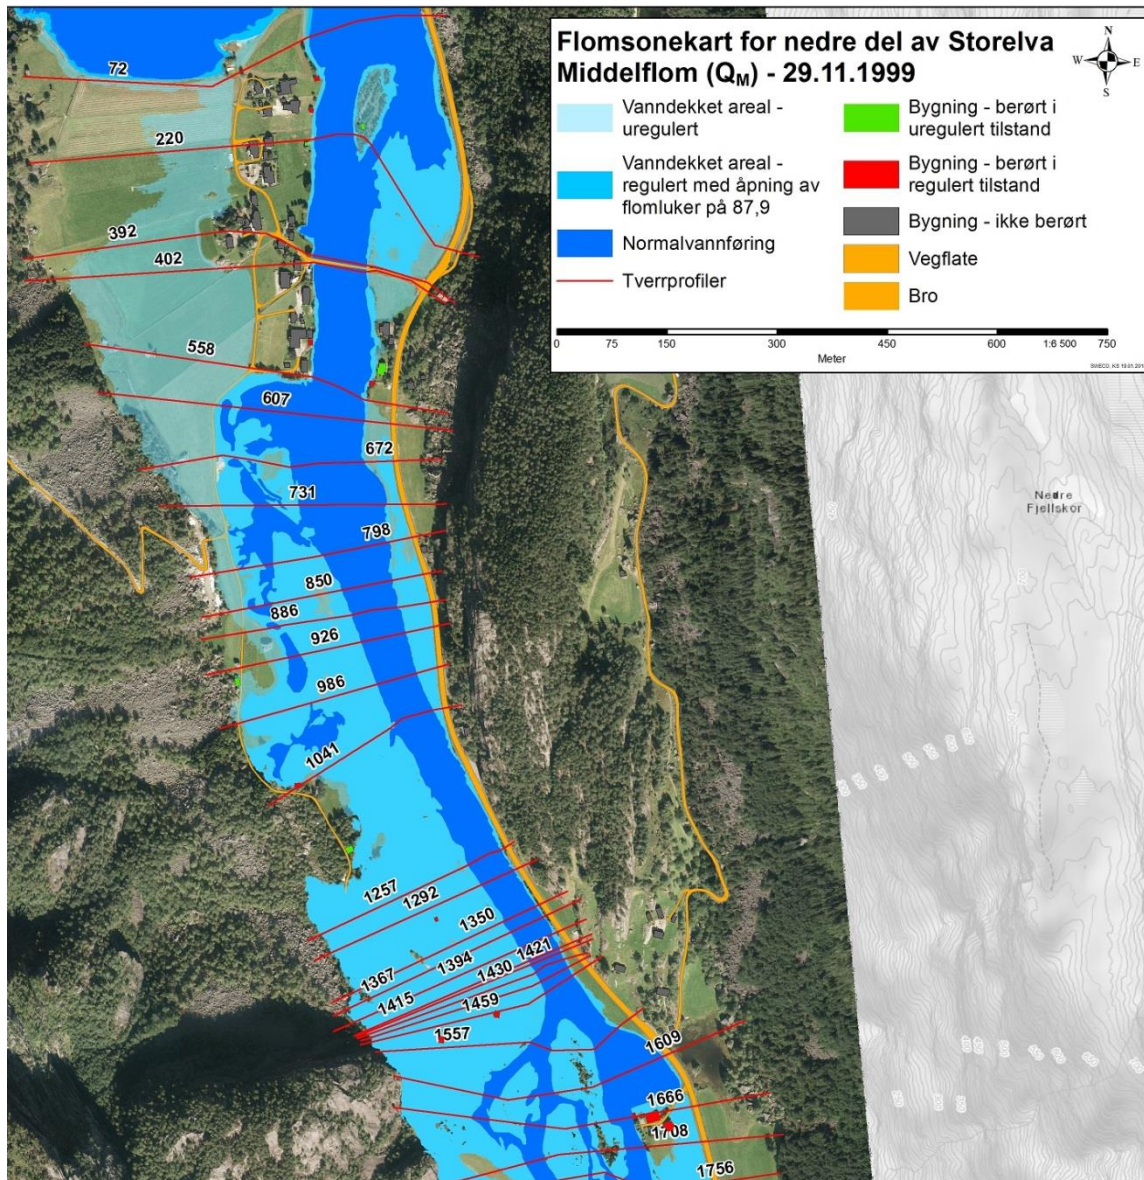 Flomsonekart for nedre del av Storelva
Middelflom (QM) - 29.11.1999
N
W E
S
Vanndekket areal -
uregulert
Vanndekket areal -
regulert med åpning av
flomluker på 87,9
Normalvannføring
Tverrprofiler
Bygning - berørt i
uregulert tilstand
Bygning - berørt i
regulert tilstand
Bygning - ikke berørt
Vegflate
Bro
0 75 150 300 450 600 1:6 500 750
Meter
72
220
392
402
558
607
672
731
798
850
886
926
986
1041
1257
1292
1350
1367
1394
1421
1415
1430
1459
1557
1609
1666
1708
1756
Nedre
Fjellskor